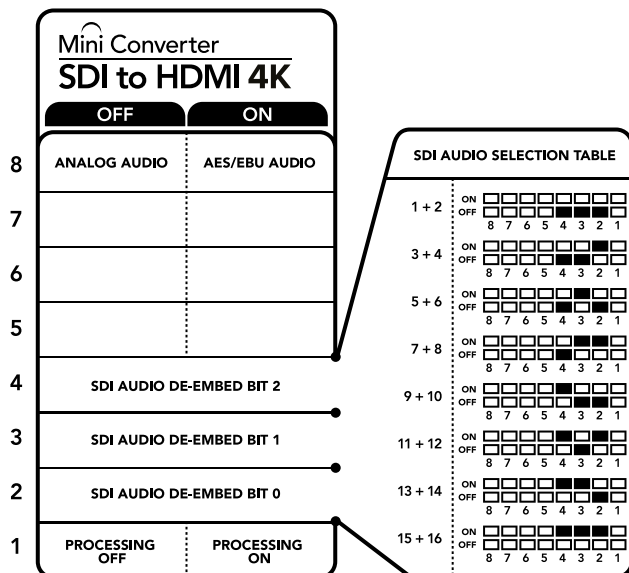 Mini Converter
SDI to HDMI 4K
OFF ON
8 ANALOG AUDIO AES/EBU AUDIO
7
6
5
4 SDI AUDIO DE-EMBED BIT 2
3 SDI AUDIO DE-EMBED BIT 1
2 SDI AUDIO DE-EMBED BIT 0
1 PROCESSING OFF PROCESSING ON
SDI AUDIO SELECTION TABLE
1 + 2 ON
OFF
8 7 6 5 4 3 2 1
3 + 4 ON
OFF
8 7 6 5 4 3 2 1
5 + 6 ON
OFF
8 7 6 5 4 3 2 1
7 + 8 ON
OFF
8 7 6 5 4 3 2 1
9 + 10 ON
OFF
8 7 6 5 4 3 2 1
11 + 12 ON
OFF
8 7 6 5 4 3 2 1
13 + 14 ON
OFF
8 7 6 5 4 3 2 1
15 + 16 ON
OFF
8 7 6 5 4 3 2 1